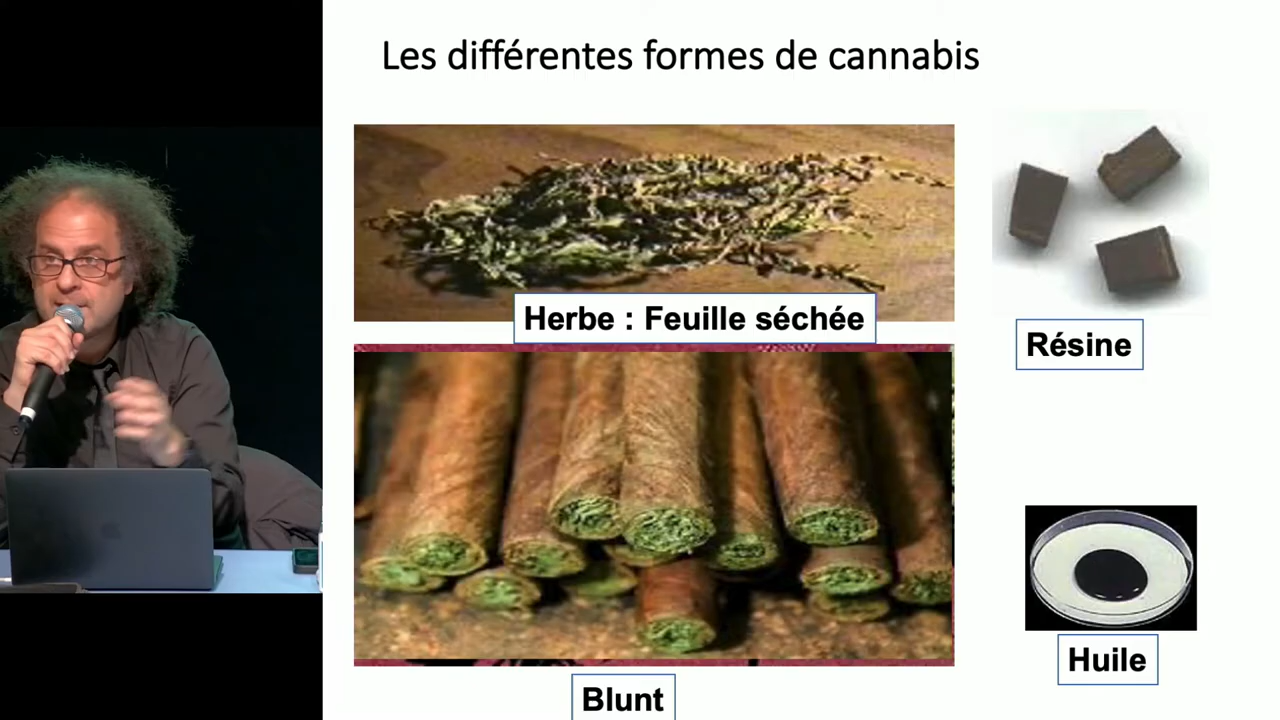 Les différentes formes de cannabis
Herbe : Feuille séchée
Résine
Blunt
Huile